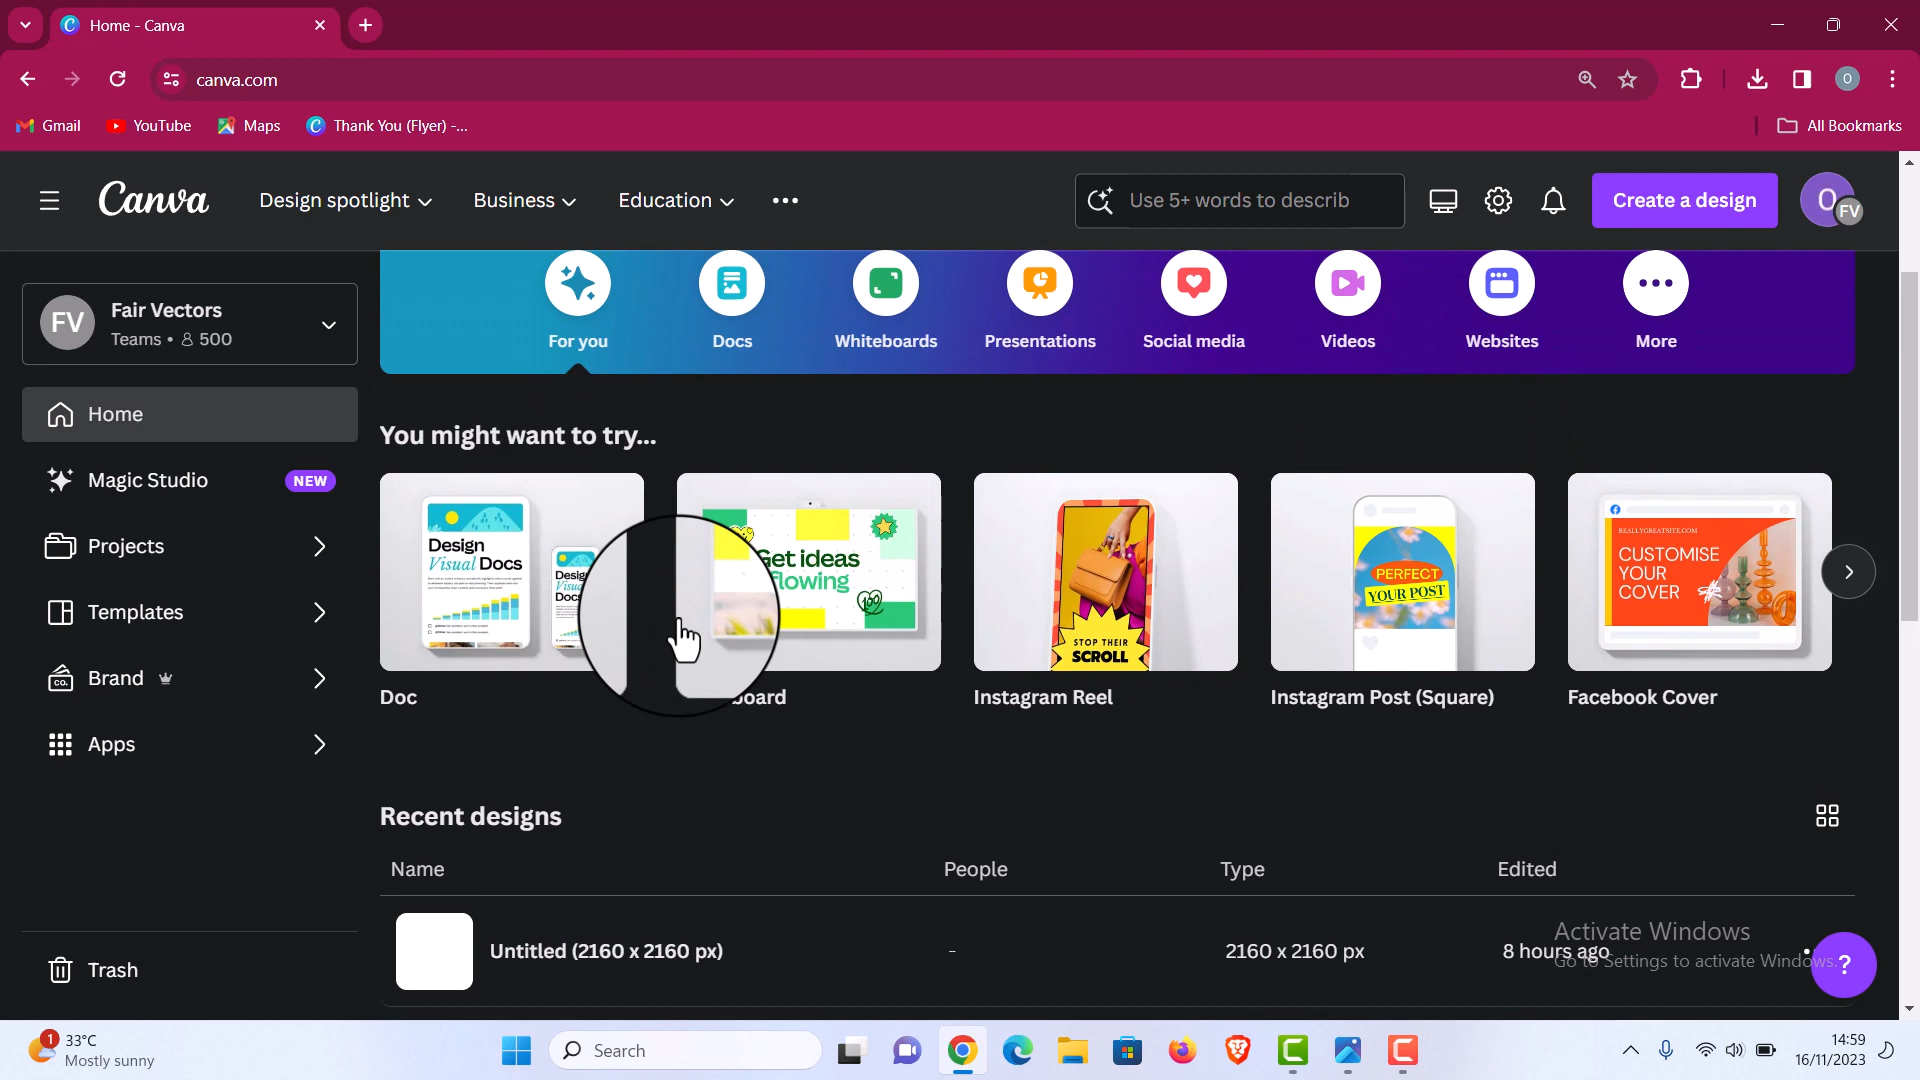 Home - Canva
canva.com
Gmail
YouTube
Maps
Thank You (Flyer) -...
All Bookmarks
O
Canva
Design spotlight
Business
Education
Use 5+ words to describ
Create a design
O
FV
FV
Fair Vectors
Teams • 500
For you
Docs
Whiteboards
Presentations
Social media
Videos
Websites
More
Home
Magic Studio
NEW
Projects
Templates
Brand
Apps
Trash
You might want to try...
Design
Visual Docs
Get ideas
flowing
STOP THEIR
SCROLL
PERFECT
YOUR POST
REALLYGREATSITE.COM
CUSTOMISE
YOUR
COVER
Doc
board
Instagram Reel
Instagram Post (Square)
Facebook Cover
Recent designs
Name
People
Type
Edited
Untitled (2160 x 2160 px)
-
2160 x 2160 px
8 hours ago
Activate Windows
Go to Settings to activate Windows.
?
1
33°C
Mostly sunny
Search
14:59
16/11/2023